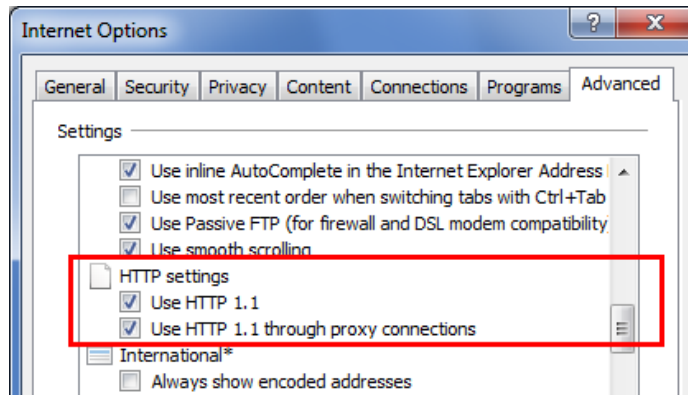 Internet Options
?
X
General Security Privacy Content Connections Programs Advanced
Settings
Use inline AutoComplete in the Internet Explorer Address
Use most recent order when switching tabs with Ctrl+Tab
Use Passive FTP (for firewall and DSL modem compatibility
Use smooth scrolling
HTTP settings
Use HTTP 1.1
Use HTTP 1.1 through proxy connections
International*
Always show encoded addresses